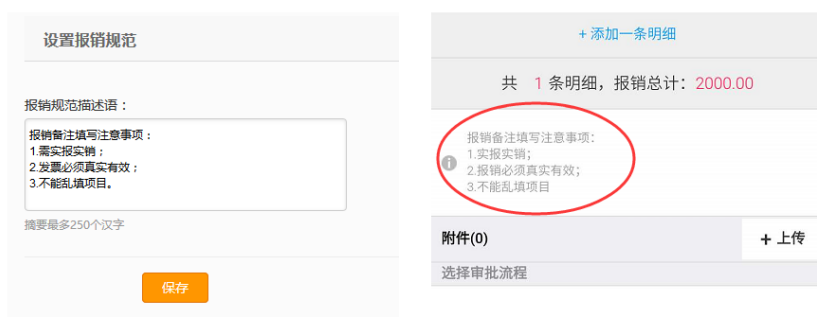 设置报销规范
报销规范描述语：
报销备注填写注意事项：
1.需实报实销；
2.发票必须真实有效；
3.不能乱填项目。
摘要最多250个汉字
保存
+ 添加一条明细
共 1 条明细，报销总计：2000.00
报销备注填写注意事项：
1.实报实销；
2.报销必须真实有效；
3.不能乱填项目
附件(0)
+ 上传
选择审批流程